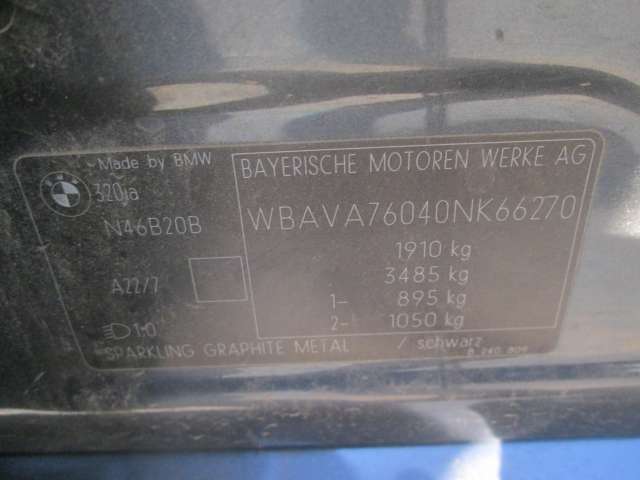 Made by BMW
320ia
N46B20B
A22/7
1-0
BAYERISCHE MOTOREN WERKE AG
WBAVA76040NK66270
1910 kg
3485 kg
1- 895 kg
2- 1050 kg
SPARKLING GRAPHITE METAL / schwarz